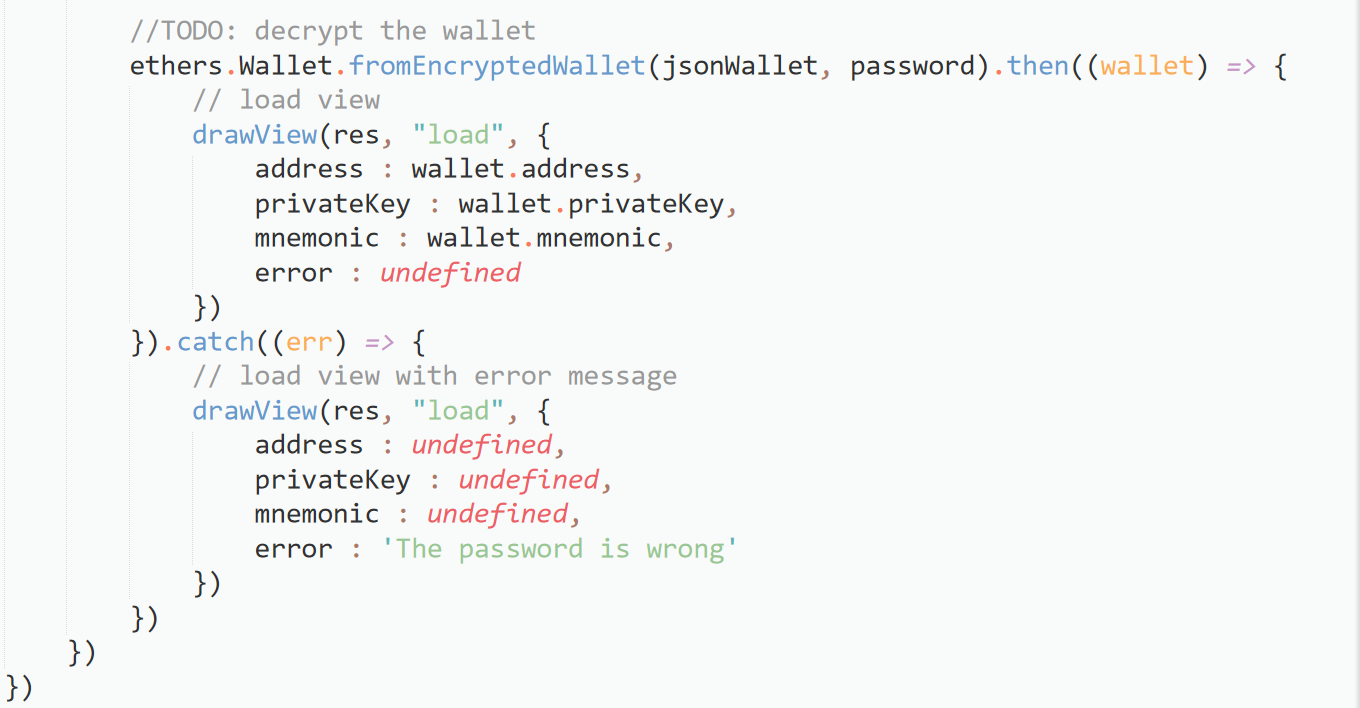 //TODO: decrypt the wallet
ethers.Wallet.fromEncryptedWallet(jsonWallet, password).then((wallet) => {
// load view
drawView(res, "load", {
address : wallet.address,
privateKey : wallet.privateKey,
mnemonic : wallet.mnemonic,
error : undefined
})
}).catch((err) => {
// load view with error message
drawView(res, "load", {
address : undefined,
privateKey : undefined,
mnemonic : undefined,
error : 'The password is wrong'
})
})
})
})